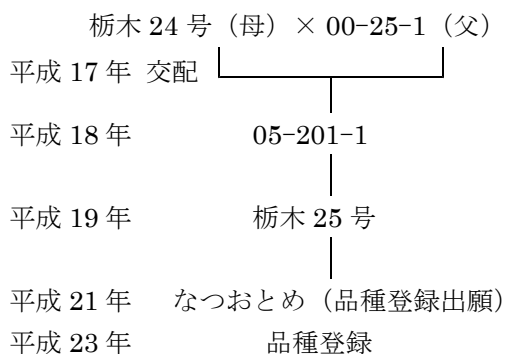 栃木 24 号（母）× 00-25-1（父）
平成 17 年 交配
平成 18 年 05-201-1
平成 19 年 栃木 25 号
平成 21 年 なつおとめ（品種登録出願）
平成 23 年 品種登録